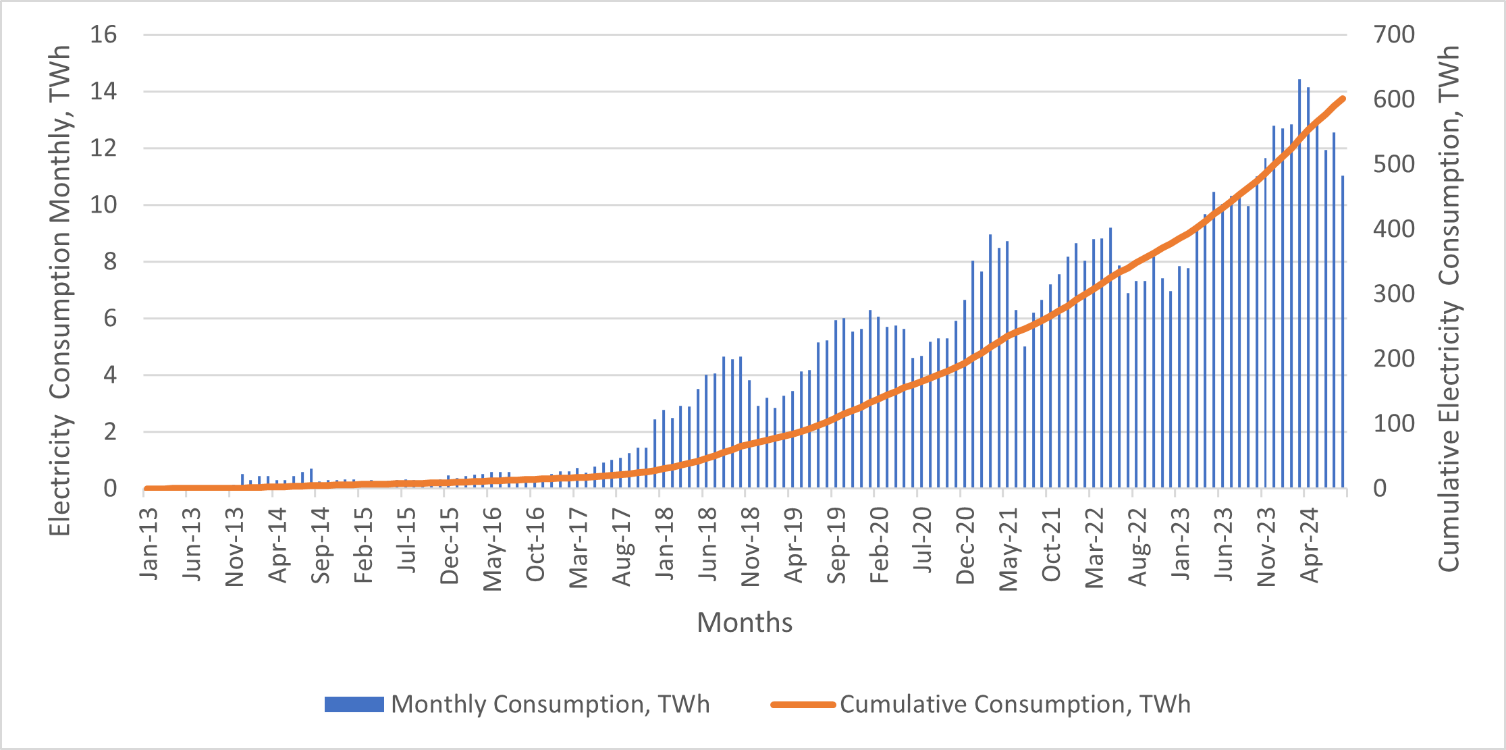 Electricity Consumption Monthly, TWh
16
14
12
10
8
6
4
2
0
700
600
500
400
300
200
100
0
Cumulative Electricity Consumption, TWh
Jan-13
Jun-13
Nov-13
Apr-14
Sep-14
Feb-15
Jul-15
Dec-15
May-16
Oct-16
Mar-17
Aug-17
Jan-18
Jun-18
Nov-18
Apr-19
Sep-19
Feb-20
Jul-20
Dec-20
May-21
Oct-21
Mar-22
Aug-22
Jan-23
Jun-23
Nov-23
Apr-24
Months
Monthly Consumption, TWh
Cumulative Consumption, TWh